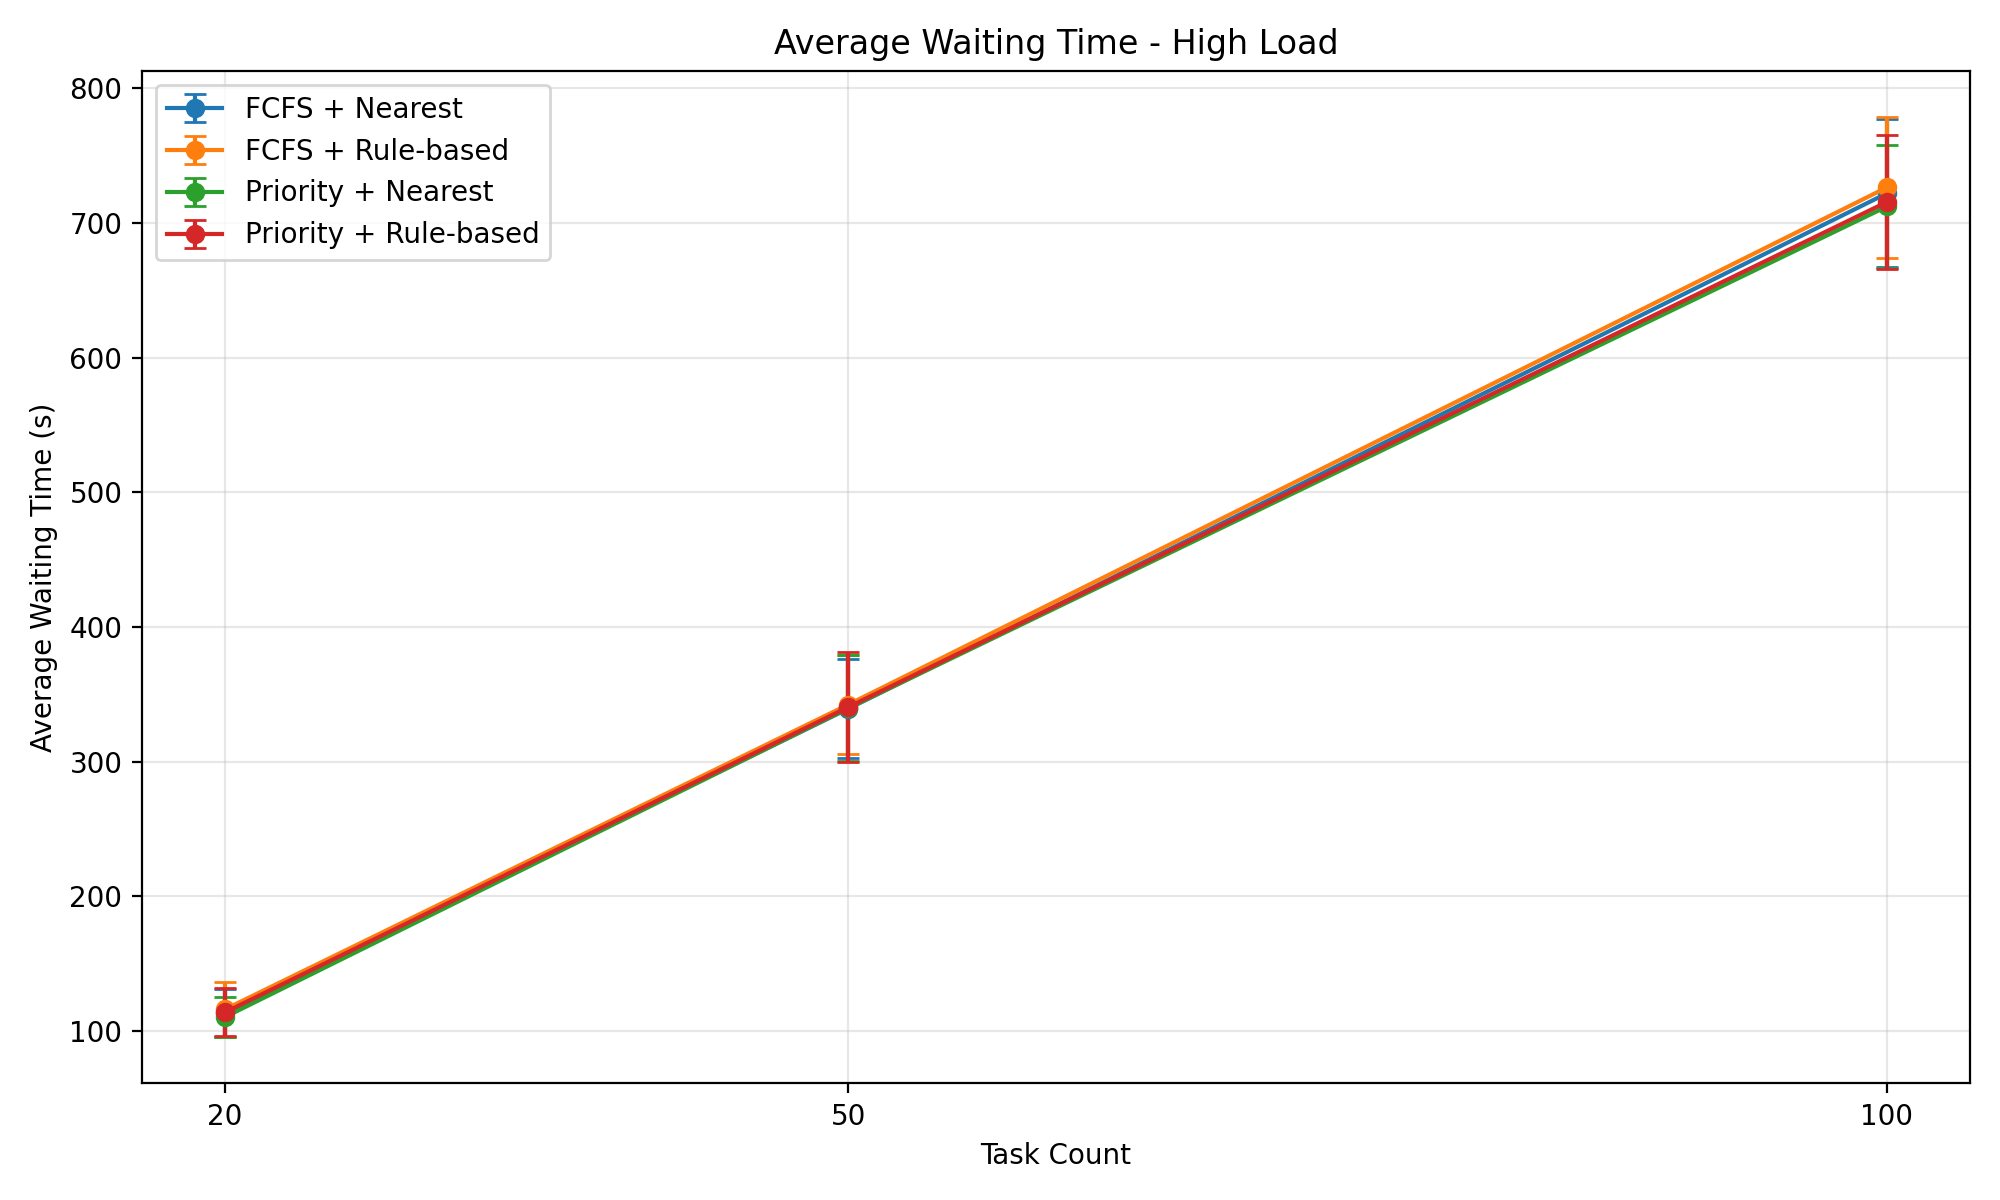 Average Waiting Time - High Load
FCFS + Nearest
FCFS + Rule-based
Priority + Nearest
Priority + Rule-based
800
700
600
500
400
300
200
100
Average Waiting Time (s)
20 50 100
Task Count